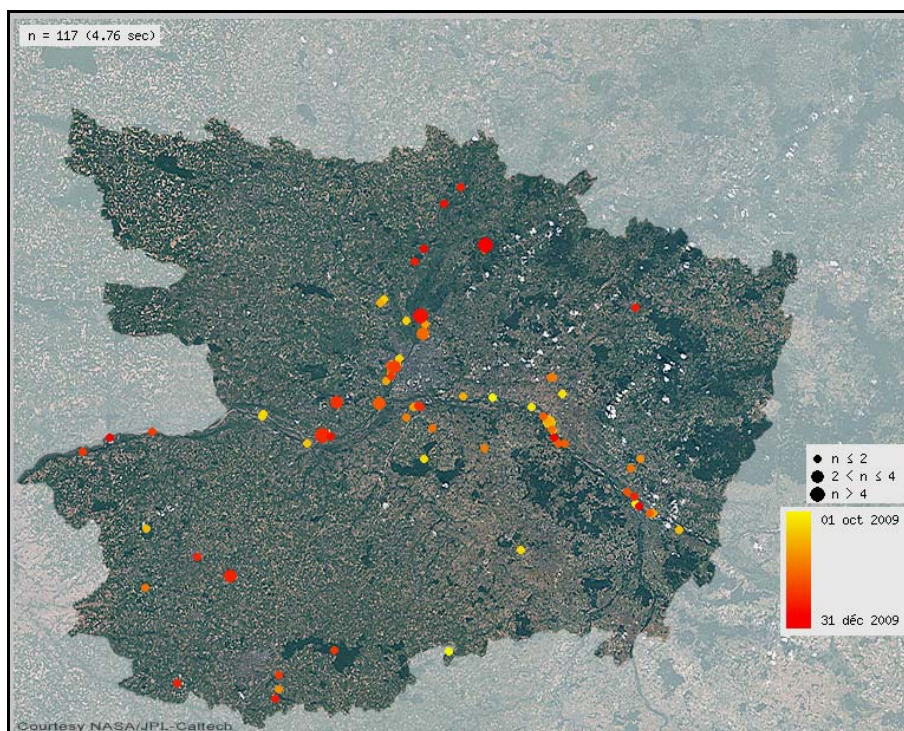 n = 117 (4.76 sec)
n ≤ 2
2 < n ≤ 4
n > 4
01 oct 2009
31 déc 2009
Courtesy NASA/JPL-Caltech